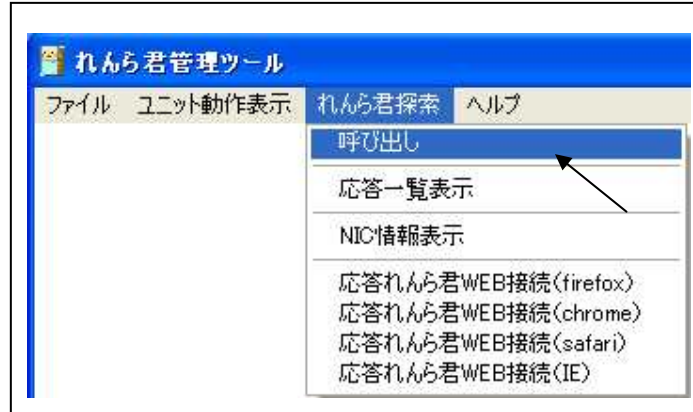 れんら君管理ツール
ファイル ユニット動作表示 れんら君探索 ヘルプ
呼び出し
応答一覧表示
NIC情報表示
応答れんら君WEB接続(firefox)
応答れんら君WEB接続(chrome)
応答れんら君WEB接続(safari)
応答れんら君WEB接続(IE)